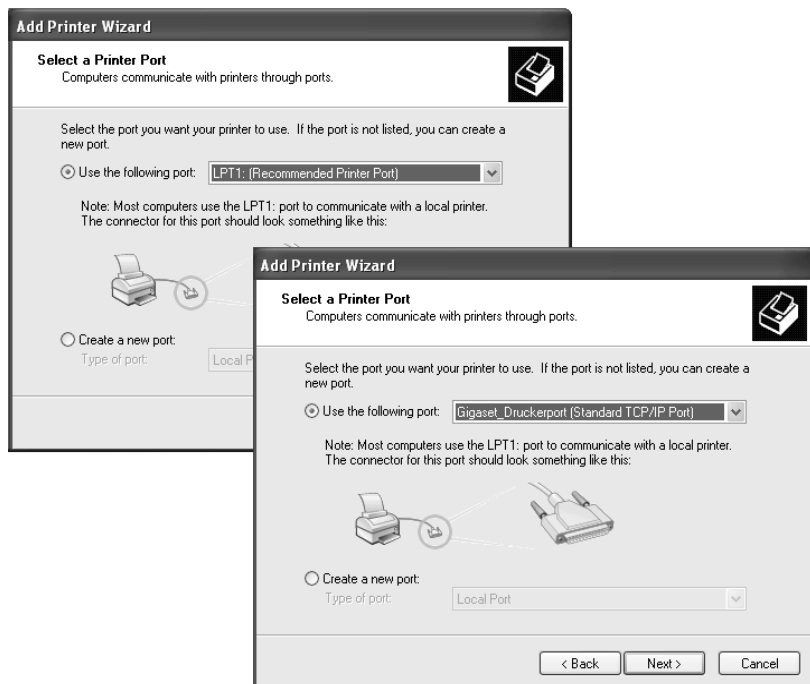 Add Printer Wizard
Select a Printer Port
Computers communicate with printers through ports.
Select the port you want your printer to use.  If the port is not listed, you can create a
new port.
Use the following port:
LPT1: (Recommended Printer Port)
Note: Most computers use the LPT1: port to communicate with a local printer.
The connector for this port should look something like this:
Create a new port:
Type of port:
Local P
Add Printer Wizard
Select a Printer Port
Computers communicate with printers through ports.
Select the port you want your printer to use.  If the port is not listed, you can create a
new port.
Use the following port:
Gigaset_Druckerport (Standard TCP/IP Port)
Note: Most computers use the LPT1: port to communicate with a local printer.
The connector for this port should look something like this:
Create a new port:
Type of port:
Local Port
< Back
Next >
Cancel